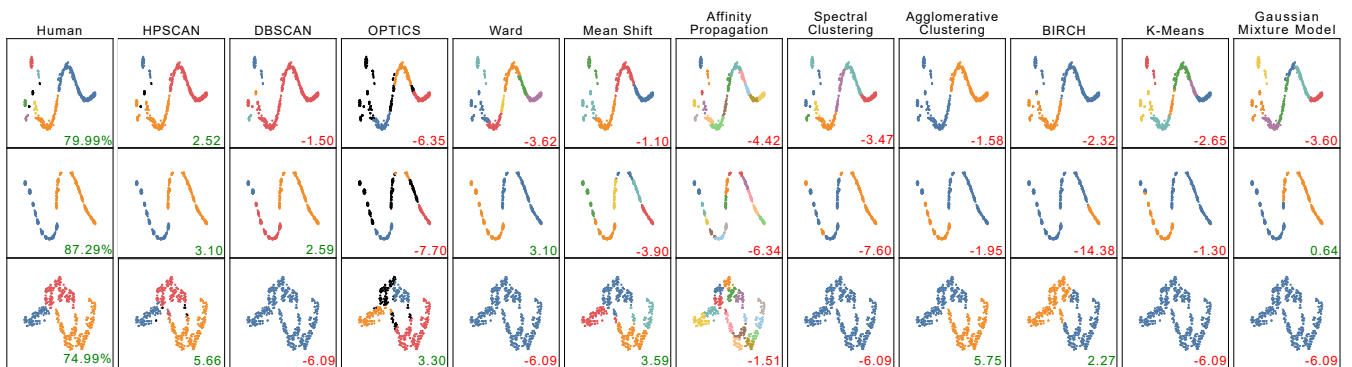 Human HPSCAN DBSCAN OPTICS Ward Mean Shift Affinity Propagation Spectral Clustering Agglomerative Clustering BIRCH K-Means Gaussian Mixture Model
79.99% 2.52 -1.50 -6.35 -3.62 -1.10 -4.42 -3.47 -1.58 -2.32 -2.65 -3.60
87.29% 3.10 2.59 -7.70 3.10 -3.90 -6.34 -7.60 -1.95 -14.38 -1.30 0.64
74.99% 5.66 -6.09 3.30 -6.09 3.59 -1.51 -6.09 5.75 2.27 -6.09 -6.09